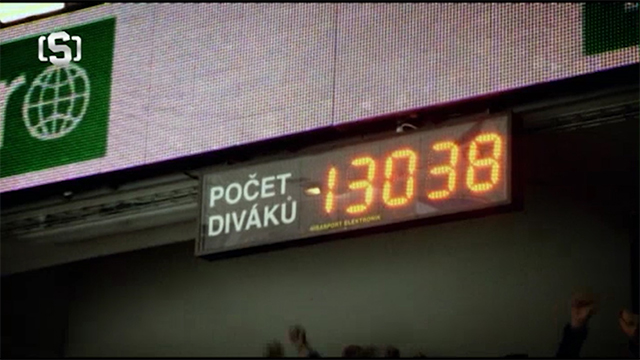 [S]
POČET
DIVÁKŮ
13038